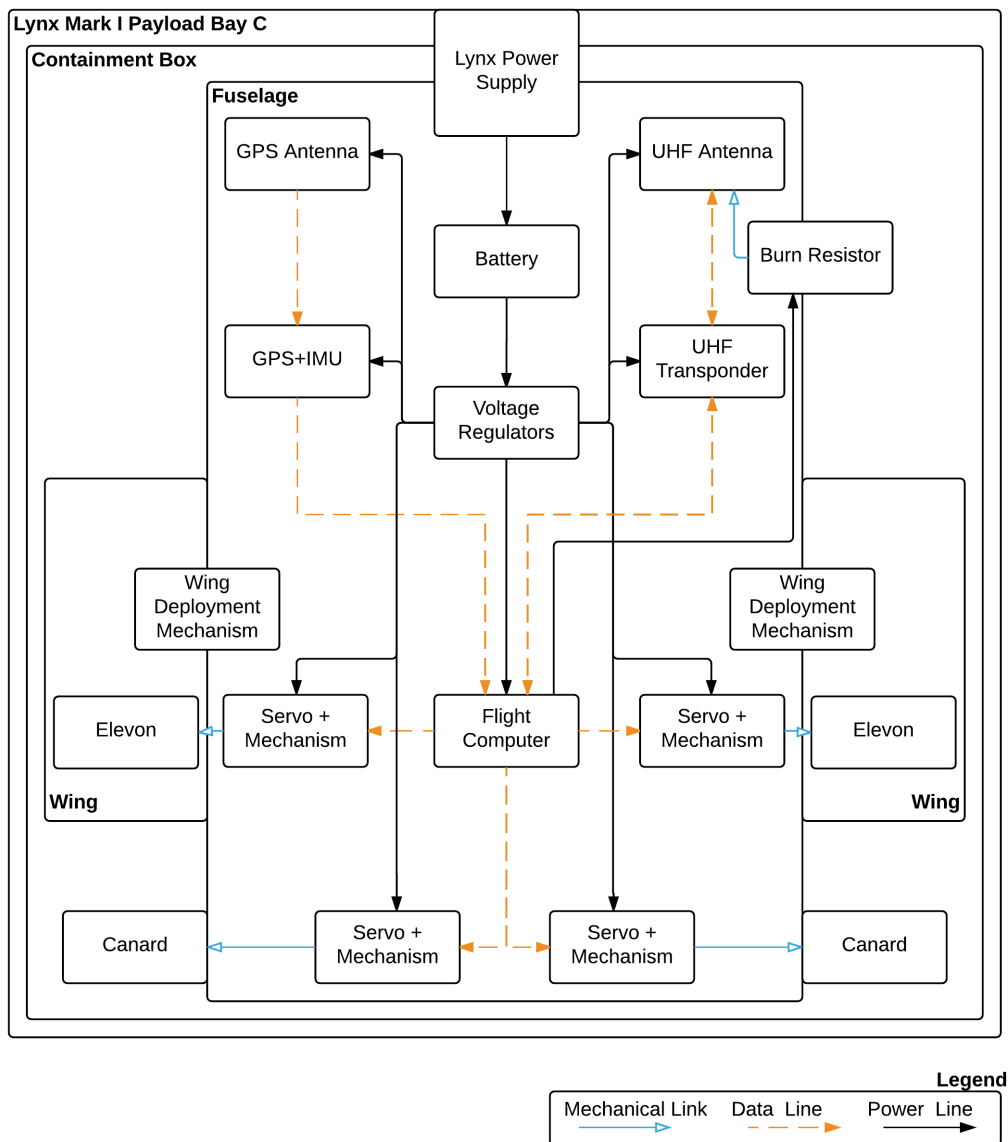 Lynx Mark I Payload Bay C
Containment Box
Lynx Power
Supply
Fuselage
GPS Antenna
UHF Antenna
Battery
Burn Resistor
GPS+IMU
UHF
Transponder
Voltage
Regulators
Wing
Deployment
Mechanism
Wing
Deployment
Mechanism
Elevon
Servo +
Mechanism
Flight
Computer
Servo +
Mechanism
Elevon
Wing
Wing
Canard
Servo +
Mechanism
Servo +
Mechanism
Canard
Legend
Mechanical Link
Data Line
Power Line